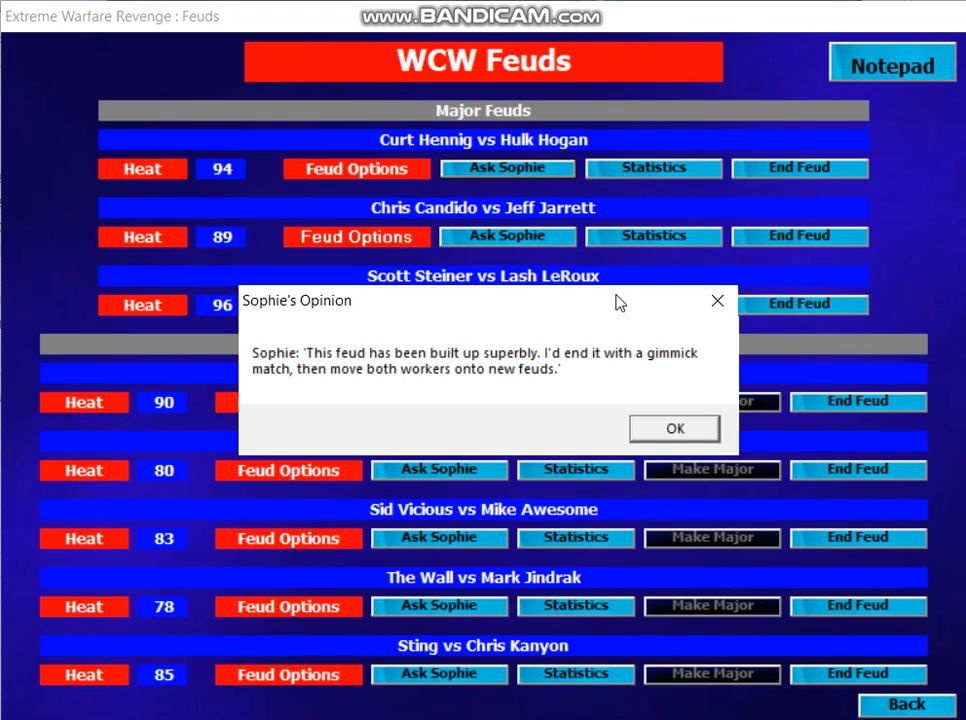 Extreme Warfare Revenge : Feuds
www.BANDICAM.com
WCW Feuds
Notepad
Major Feuds
Curt Hennig vs Hulk Hogan
Heat 94 Feud Options Ask Sophie Statistics End Feud
Chris Candido vs Jeff Jarrett
Heat 89 Feud Options Ask Sophie Statistics End Feud
Scott Steiner vs Lash LeRoux
Heat 96 End Feud
Sophie's Opinion
Sophie: 'This feud has been built up superbly. I'd end it with a gimmick
match, then move both workers onto new feuds.'
OK
Heat 90 End Feud
Heat 80 Feud Options Ask Sophie Statistics Make Major End Feud
Sid Vicious vs Mike Awesome
Heat 83 Feud Options Ask Sophie Statistics Make Major End Feud
The Wall vs Mark Jindrak
Heat 78 Feud Options Ask Sophie Statistics Make Major End Feud
Sting vs Chris Kanyon
Heat 85 Feud Options Ask Sophie Statistics Make Major End Feud
Back